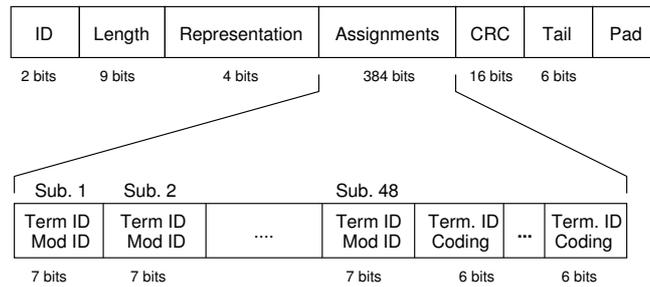 ID Length Representation Assignments CRC Tail Pad
2 bits 9 bits 4 bits 384 bits 16 bits 6 bits
Sub. 1 Sub. 2 Sub. 48
Term ID Term ID Term ID Term. ID Term. ID
Mod ID Mod ID .... Mod ID Coding ... Coding
7 bits 7 bits 7 bits 6 bits 6 bits